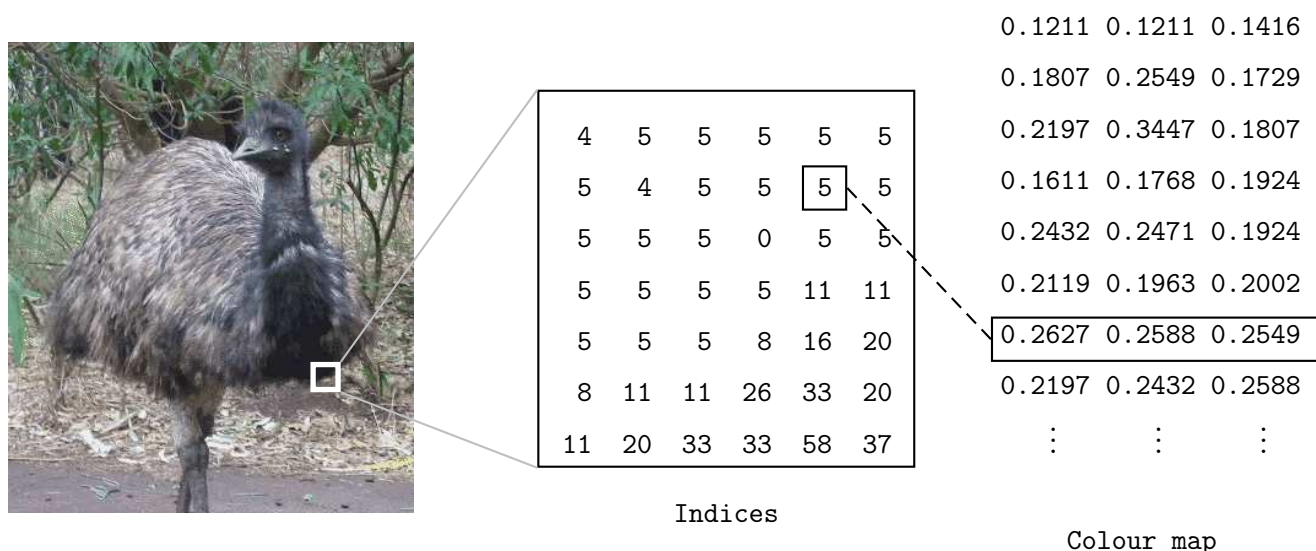 4 5 5 5 5 5
5 4 5 5 5 5
5 5 5 0 5 5
5 5 5 5 11 11
5 5 5 8 16 20
8 11 11 26 33 20
11 20 33 33 58 37
Indices
0.1211 0.1211 0.1416
0.1807 0.2549 0.1729
0.2197 0.3447 0.1807
0.1611 0.1768 0.1924
0.2432 0.2471 0.1924
0.2119 0.1963 0.2002
0.2627 0.2588 0.2549
0.2197 0.2432 0.2588
⋮ ⋮ ⋮
Colour map